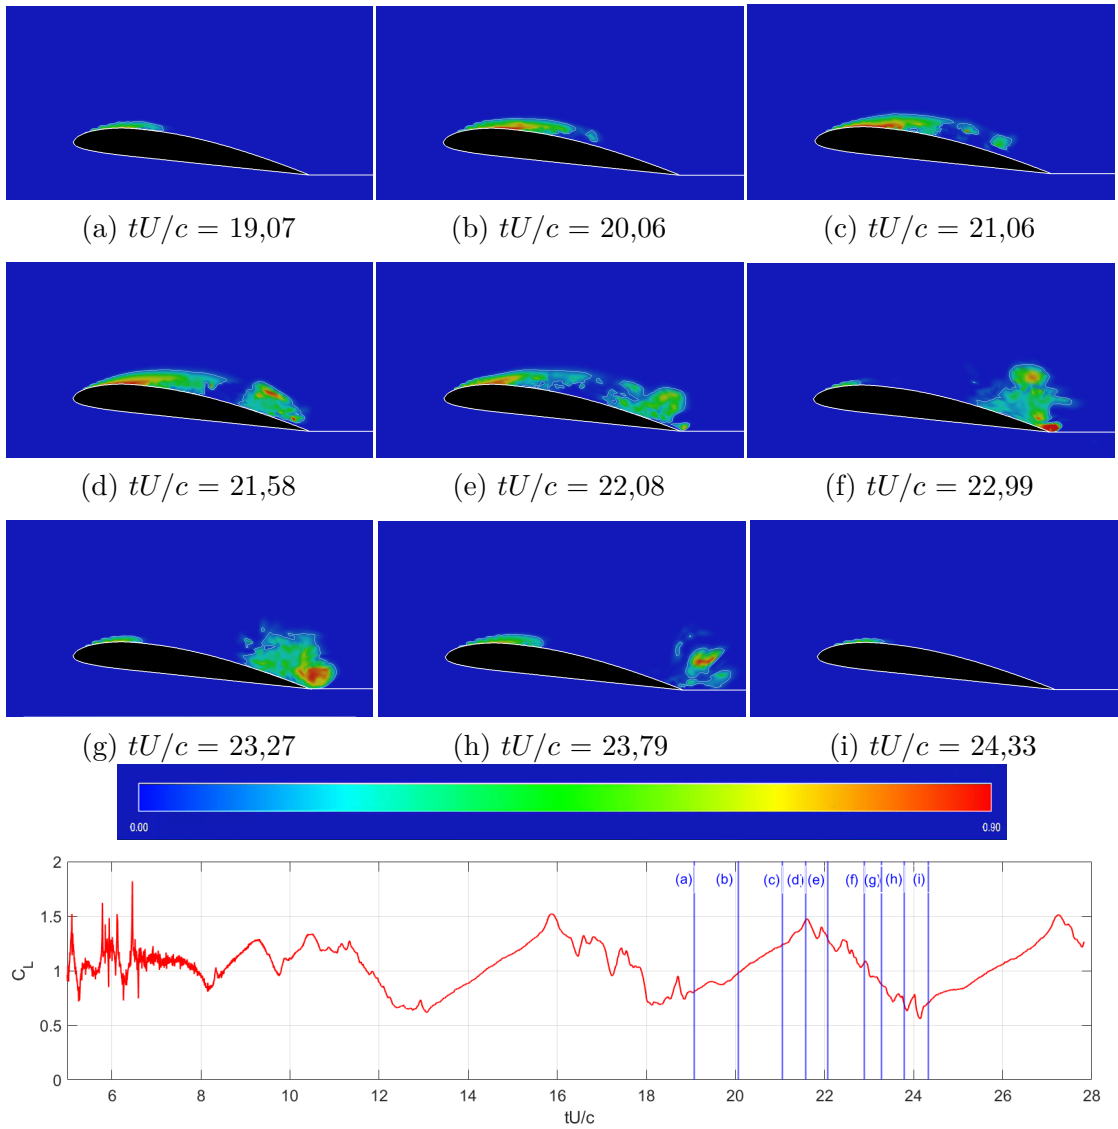 (a) tU/c = 19,07 (b) tU/c = 20,06 (c) tU/c = 21,06
(d) tU/c = 21,58 (e) tU/c = 22,08 (f) tU/c = 22,99
(g) tU/c = 23,27 (h) tU/c = 23,79 (i) tU/c = 24,33
0.00 0.90
2
1.5
1
0.5
0
C_L
(a) (b) (c) (d) (e) (f) (g) (h) (i)
6 8 10 12 14 16 18 20 22 24 26 28
tU/c